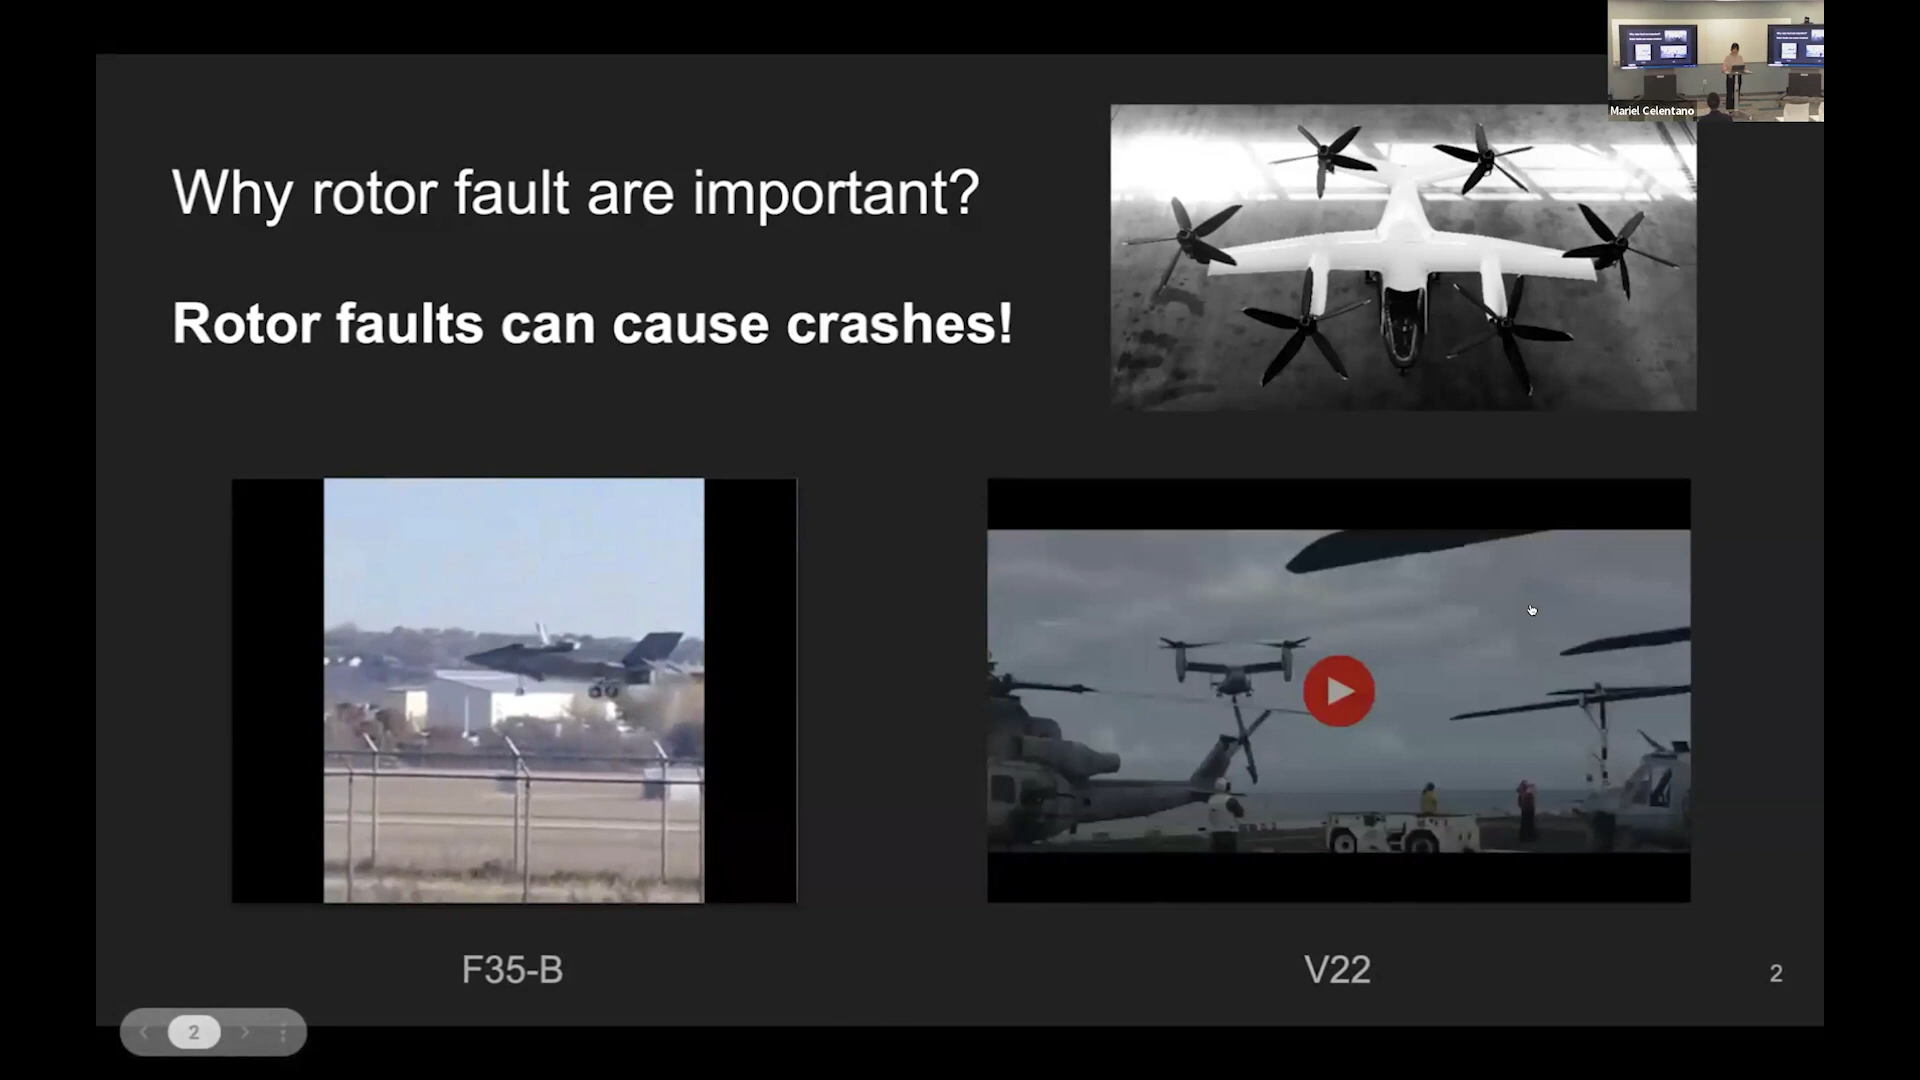 Mariel Celentano
Why rotor fault are important?
Rotor faults can cause crashes!
F35-B
V22
2
2